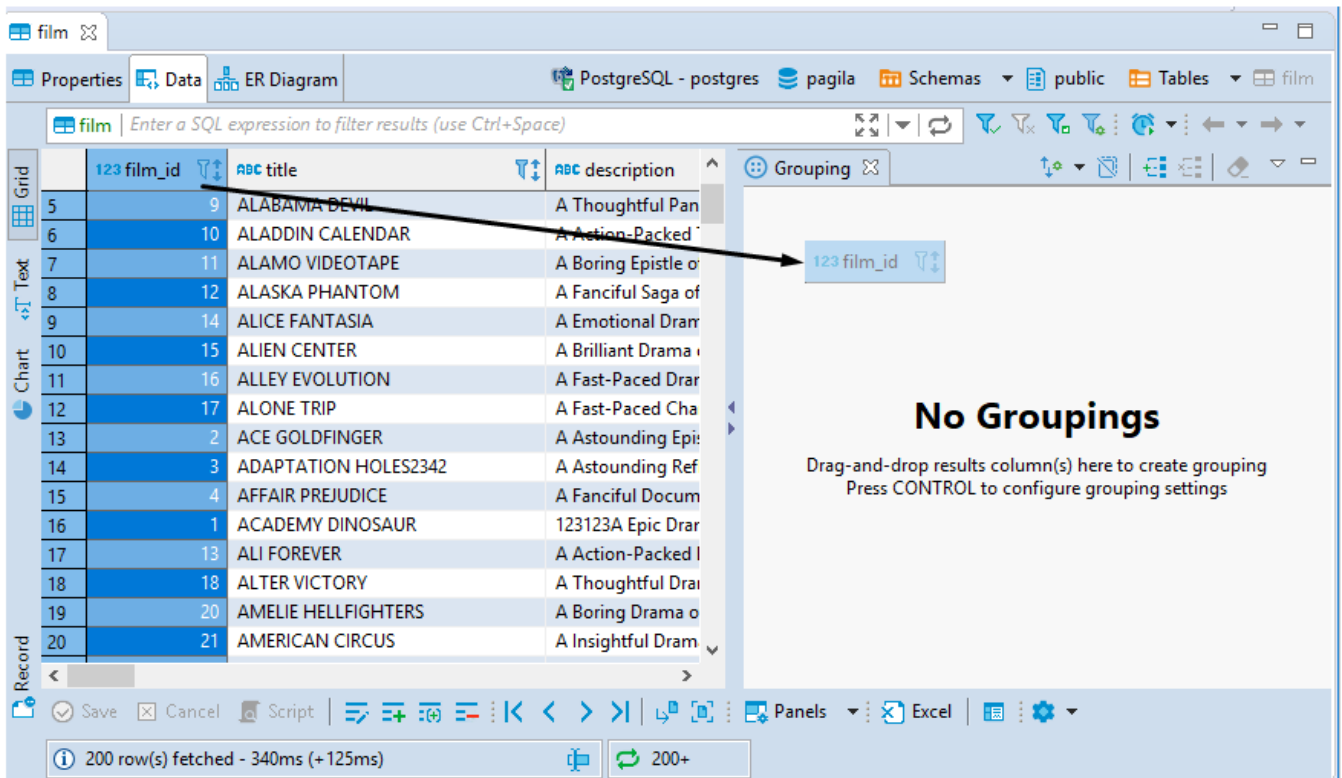 film
Properties Data ER Diagram PostgreSQL - postgres pagila Schemas public Tables film
film Enter a SQL expression to filter results (use Ctrl+Space)
Grid
Text
Chart
Record
123 film_id ABC title ABC description
5 9 ALABAMA DEVIL A Thoughtful Pan
6 10 ALADDIN CALENDAR A Action-Packed
7 11 ALAMO VIDEOTAPE A Boring Epistle o
8 12 ALASKA PHANTOM A Fanciful Saga of
9 14 ALICE FANTASIA A Emotional Dram
10 15 ALIEN CENTER A Brilliant Drama
11 16 ALLEY EVOLUTION A Fast-Paced Drar
12 17 ALONE TRIP A Fast-Paced Cha
13 2 ACE GOLDFINGER A Astounding Epi
14 3 ADAPTATION HOLES2342 A Astounding Ref
15 4 AFFAIR PREJUDICE A Fanciful Docum
16 1 ACADEMY DINOSAUR 123123A Epic Drar
17 13 ALI FOREVER A Action-Packed
18 18 ALTER VICTORY A Thoughtful Dra
19 20 AMELIE HELLFIGHTERS A Boring Drama o
20 21 AMERICAN CIRCUS A Insightful Dram
Grouping
123 film_id
No Groupings
Drag-and-drop results column(s) here to create grouping
Press CONTROL to configure grouping settings
Save Cancel Script Panels Excel
200 row(s) fetched - 340ms (+125ms) 200+